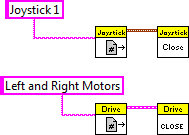 Joystick 1
Joystick
#
Joystick
Close
Left and Right Motors
Drive
#
Drive
CLOSE